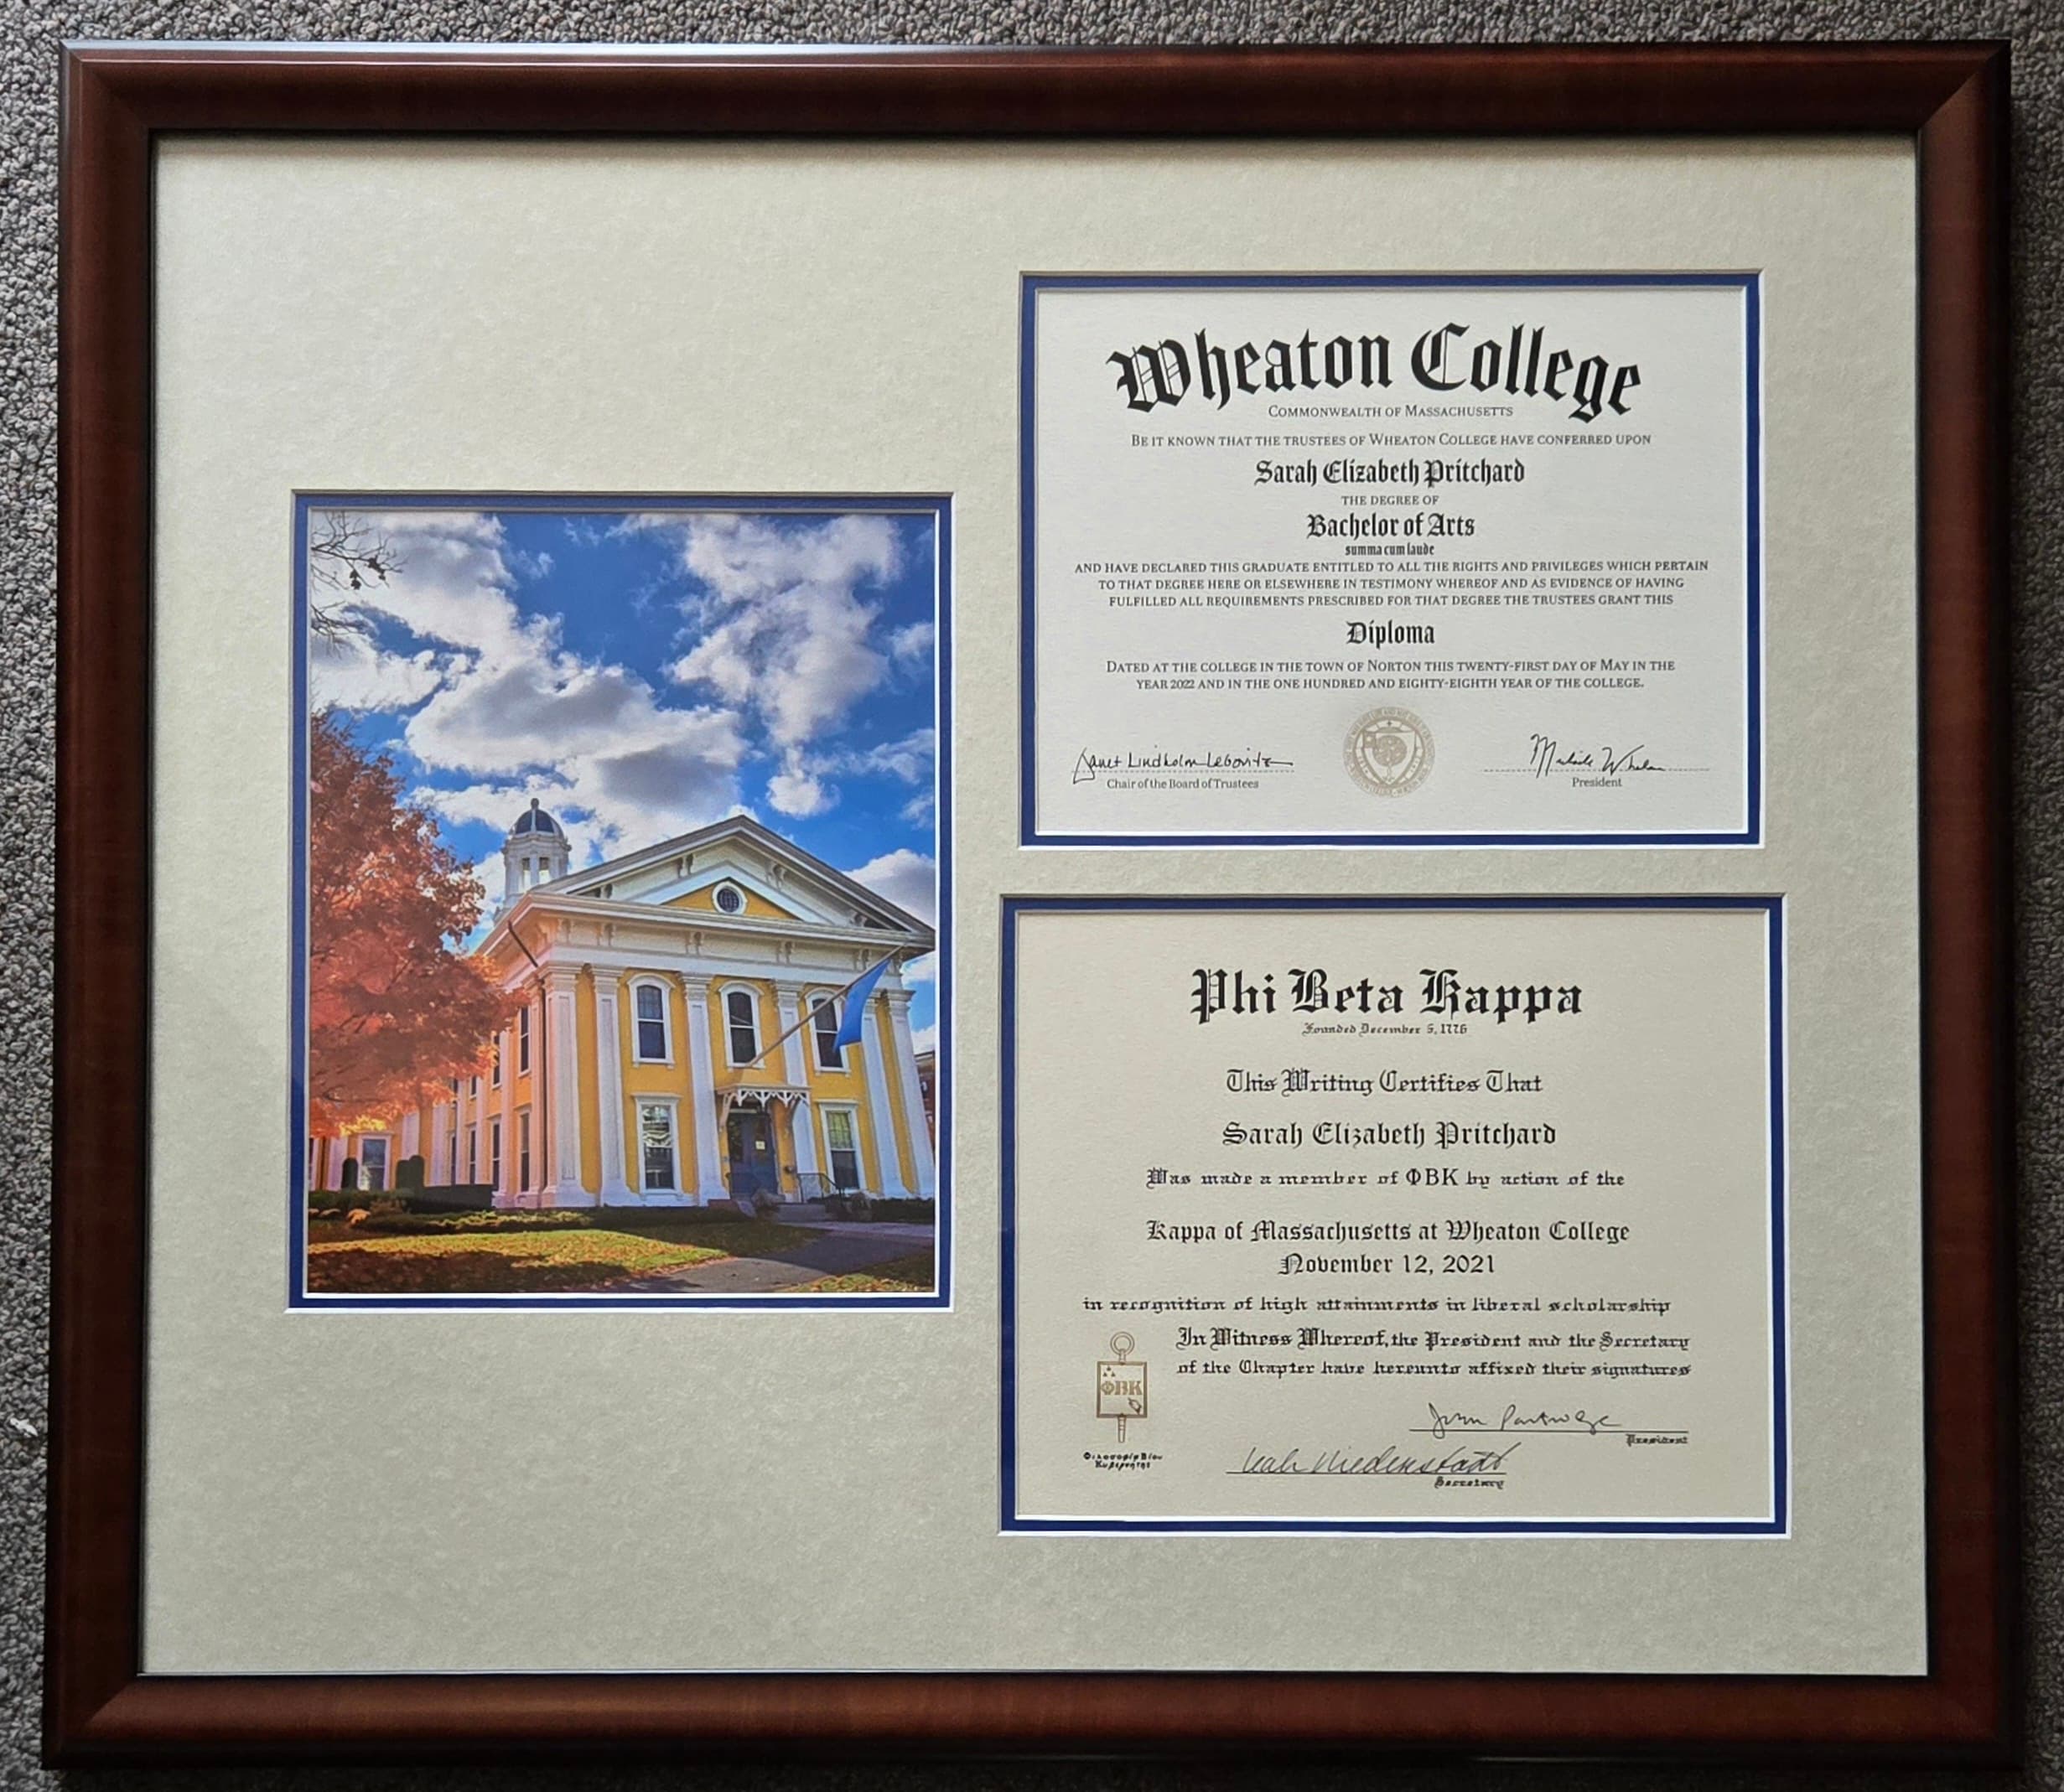 Wheaton College
COMMONWEALTH OF MASSACHUSETTS
BE IT KNOWN THAT THE TRUSTEES OF WHEATON COLLEGE HAVE CONFERRED UPON
Sarah Elizabeth Pritchard
THE DEGREE OF
Bachelor of Arts
summa cum laude
AND HAVE DECLARED THIS GRADUATE ENTITLED TO ALL THE RIGHTS AND PRIVILEGES WHICH PERTAIN
TO THAT DEGREE HERE OR ELSEWHERE IN TESTIMONY WHEREOF AND AS EVIDENCE OF HAVING
FULFILLED ALL REQUIREMENTS PRESCRIBED FOR THAT DEGREE THE TRUSTEES GRANT THIS
Diploma
DATED AT THE COLLEGE IN THE TOWN OF NORTON THIS TWENTY-FIRST DAY OF MAY IN THE
YEAR 2022 AND IN THE ONE HUNDRED AND EIGHTY-EIGHTH YEAR OF THE COLLEGE.
Janet Lindholm Lebovitz
Chair of the Board of Trustees
President
Phi Beta Kappa
Founded December 5, 1776
This Writing Certifies That
Sarah Elizabeth Pritchard
Was made a member of ΦΒΚ by action of the
Kappa of Massachusetts at Wheaton College
November 12, 2021
in recognition of high attainments in liberal scholarship
In Witness Whereof, the President and the Secretary
of the Chapter have hereunto affixed their signatures
ΦΒΚ
President
Φιλοσοφία Βίου
Κυβερνήτης
Secretary